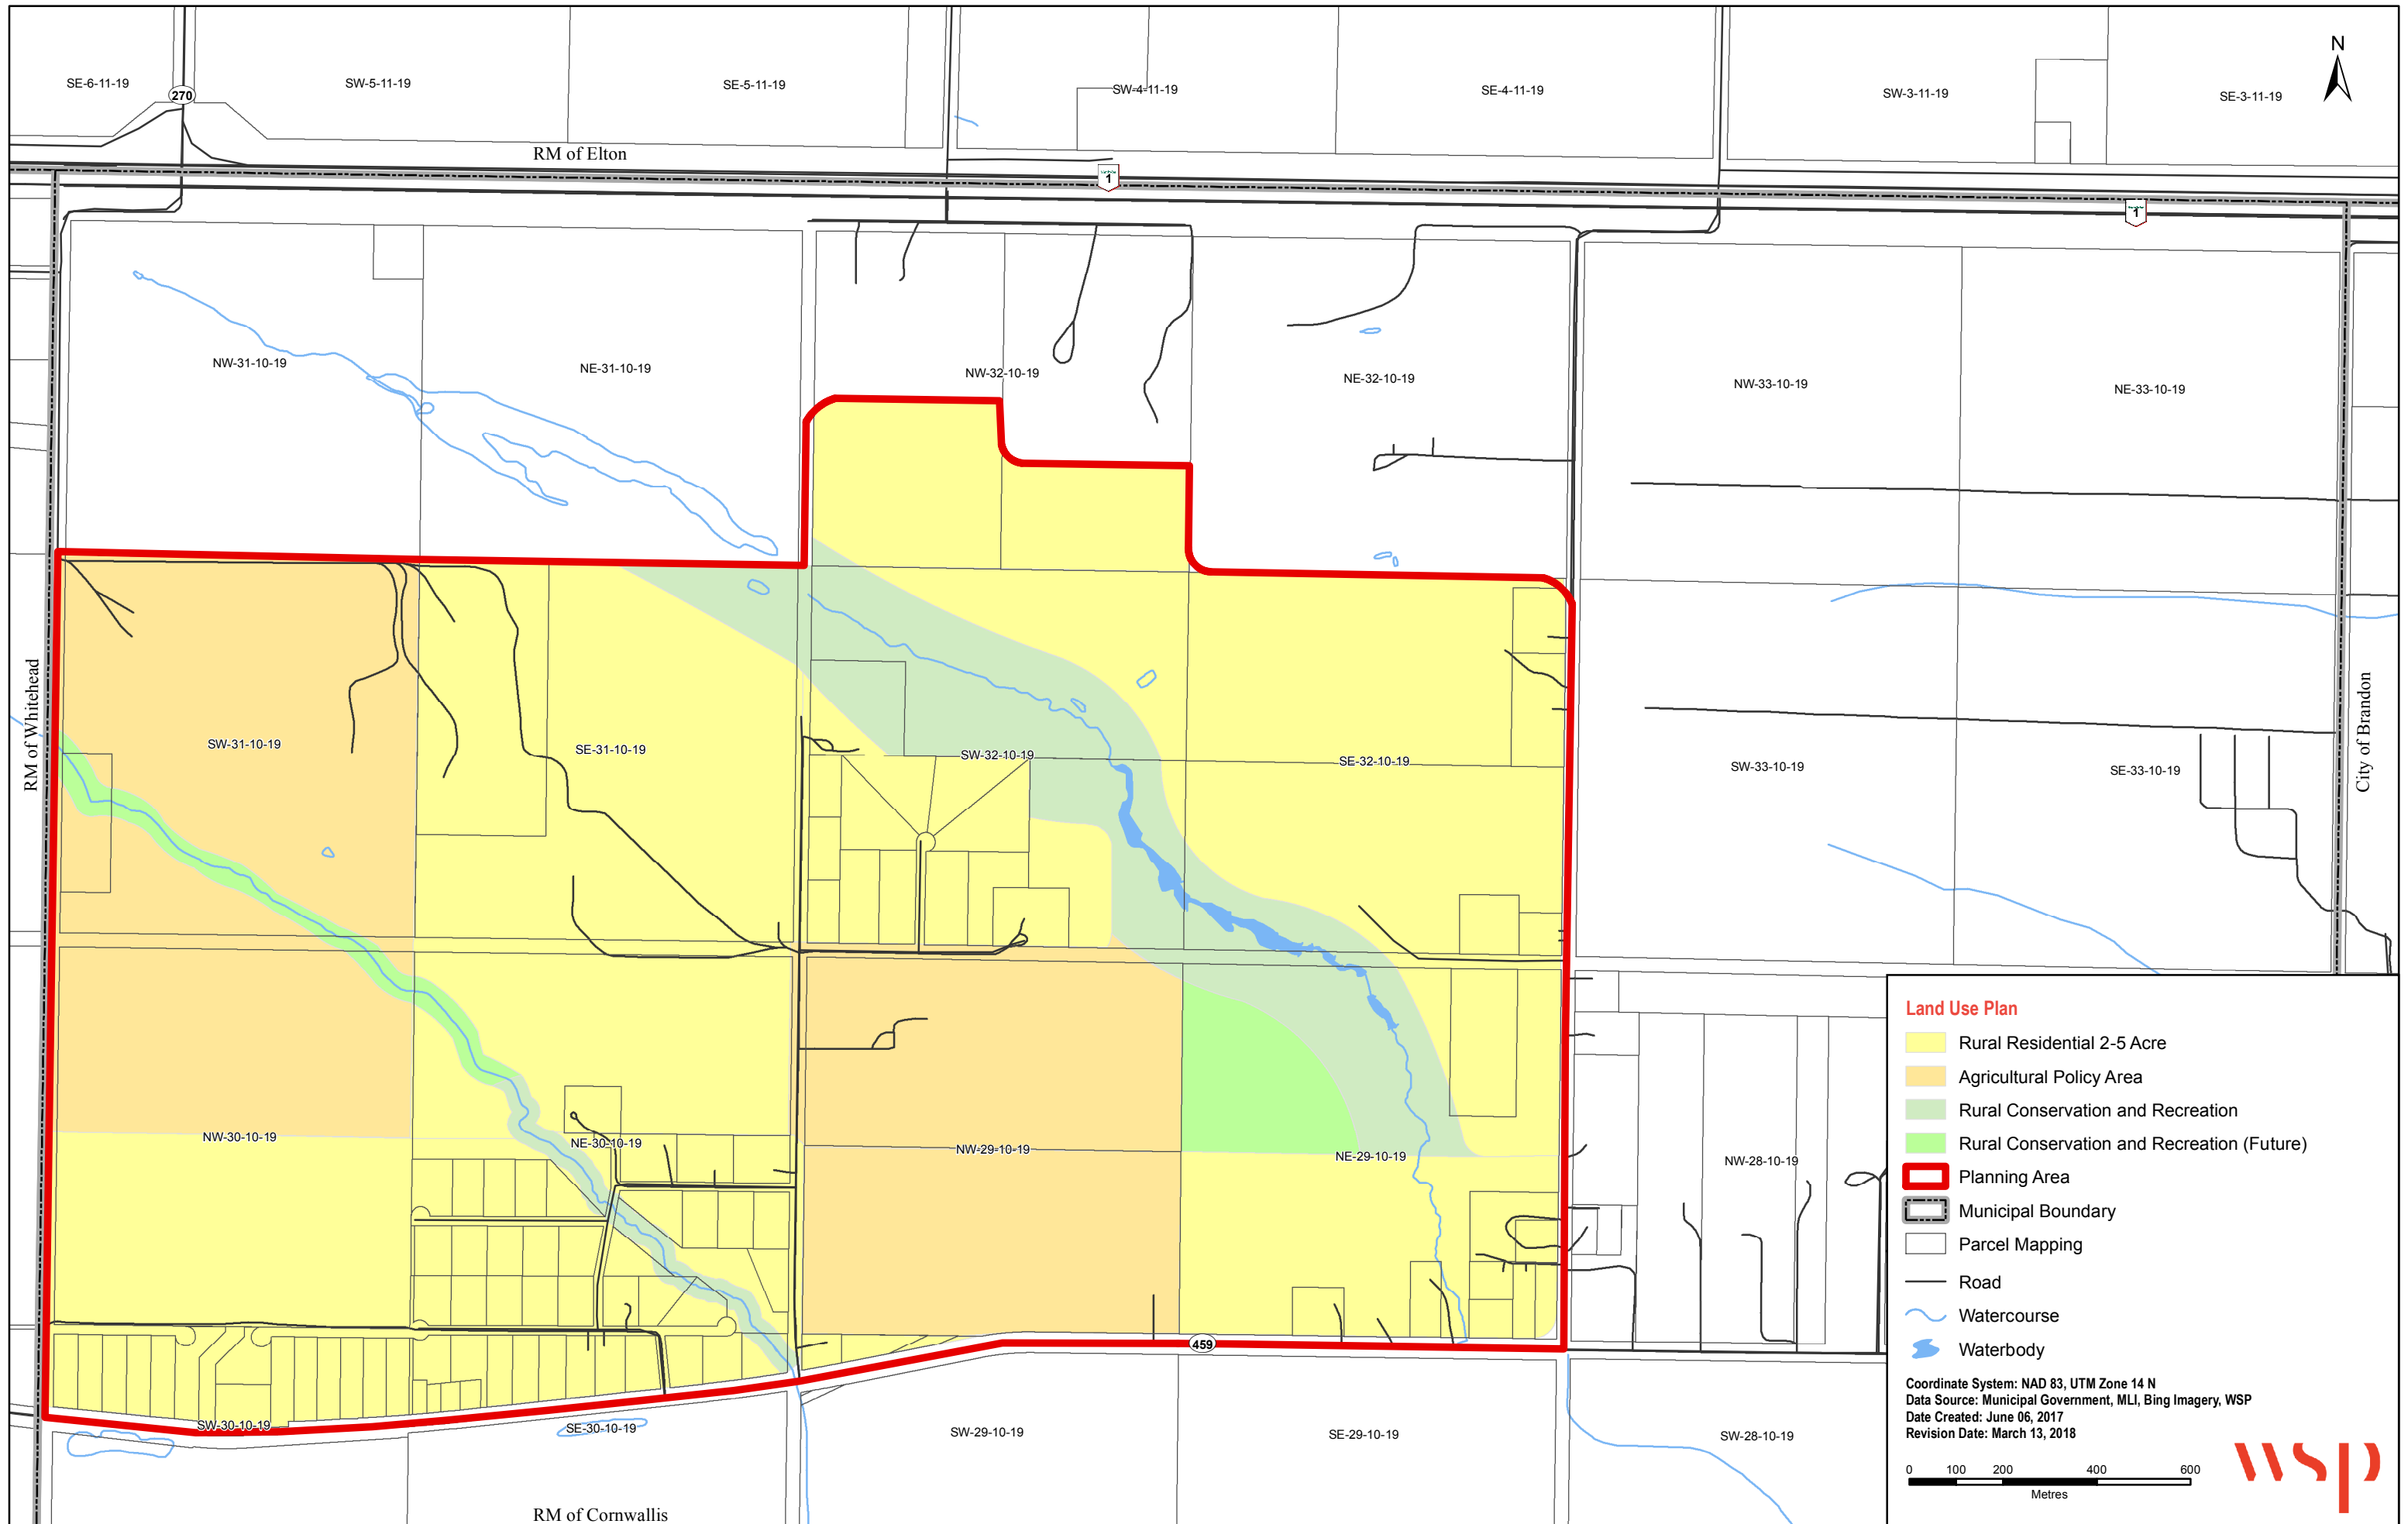 N
SE-6-11-19
270
SW-5-11-19
SE-5-11-19
SW-4-11-19
SE-4-11-19
SW-3-11-19
SE-3-11-19
RM of Elton
1
1
NW-31-10-19
NE-31-10-19
NW-32-10-19
NE-32-10-19
NW-33-10-19
NE-33-10-19
RM of Whitehead
SW-31-10-19
SE-31-10-19
SW-32-10-19
SE-32-10-19
SW-33-10-19
SE-33-10-19
City of Brandon
NW-30-10-19
NE-30-10-19
NW-29-10-19
NE-29-10-19
NW-28-10-19
459
SW-30-10-19
SE-30-10-19
SW-29-10-19
SE-29-10-19
SW-28-10-19
RM of Cornwallis
Land Use Plan
Rural Residential 2-5 Acre
Agricultural Policy Area
Rural Conservation and Recreation
Rural Conservation and Recreation (Future)
Planning Area
Municipal Boundary
Parcel Mapping
Road
Watercourse
Waterbody
Coordinate System: NAD 83, UTM Zone 14 N
Data Source: Municipal Government, MLI, Bing Imagery, WSP
Date Created: June 06, 2017
Revision Date: March 13, 2018
0 100 200 400 600
Metres
wsp